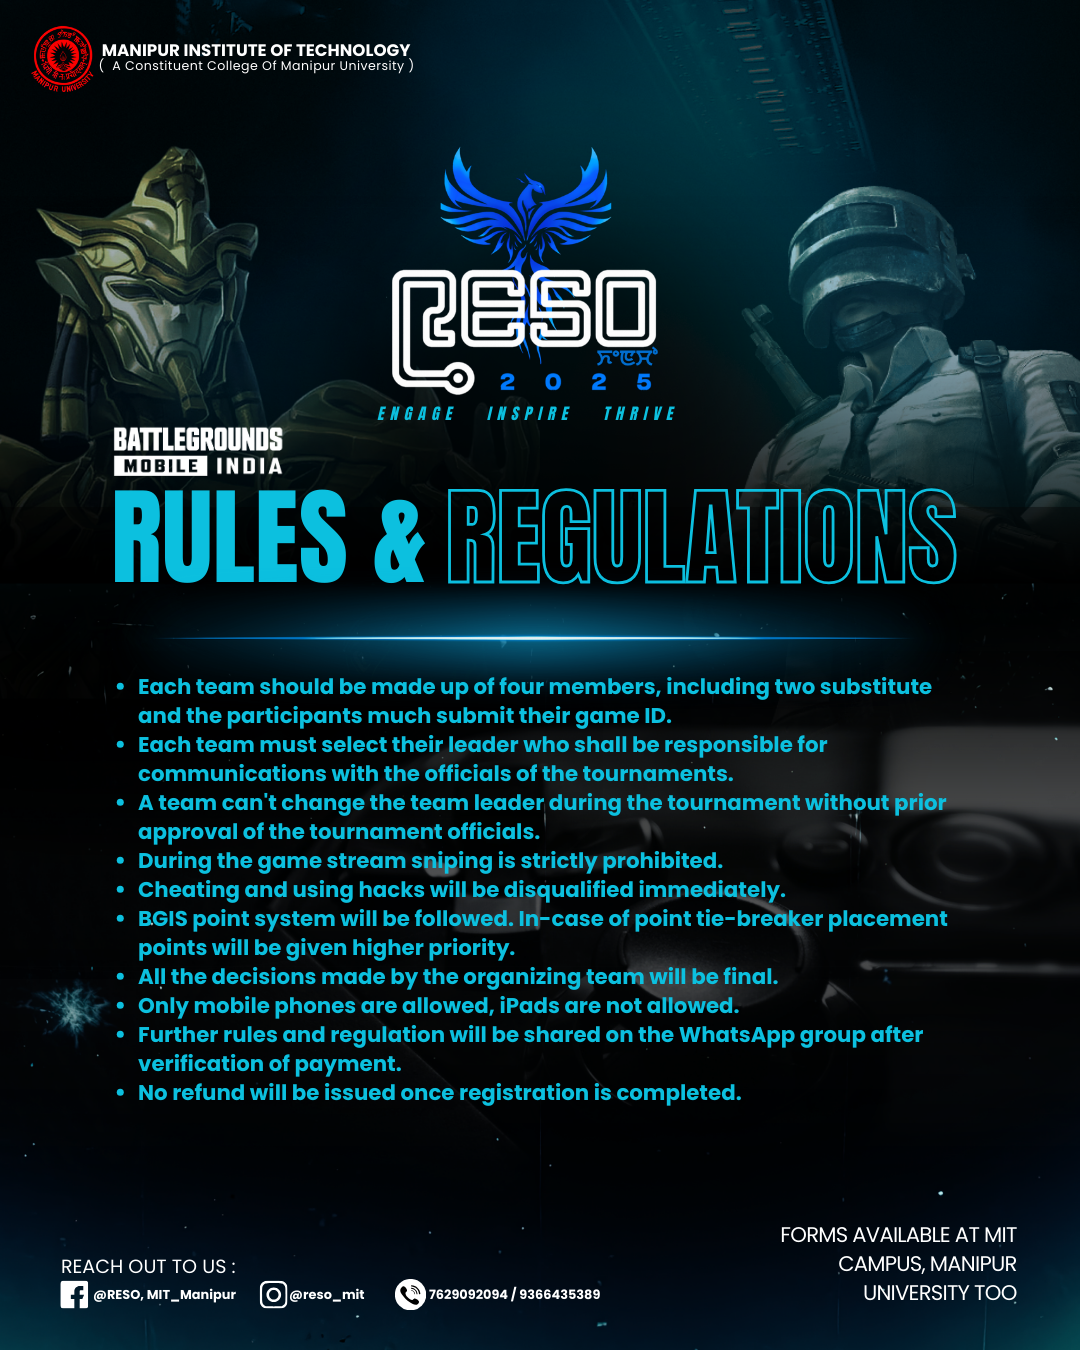 MANIPUR INSTITUTE OF TECHNOLOGY
( A Constituent College Of Manipur University )
MANIPUR UNIVERSITY
RESO
2 0 2 5
ENGAGE INSPIRE THRIVE
BATTLEGROUNDS
MOBILE INDIA
RULES & REGULATIONS
• Each team should be made up of four members, including two substitute
and the participants much submit their game ID.
• Each team must select their leader who shall be responsible for
communications with the officials of the tournaments.
• A team can't change the team leader during the tournament without prior
approval of the tournament officials.
• During the game stream sniping is strictly prohibited.
• Cheating and using hacks will be disqualified immediately.
• BGIS point system will be followed. In-case of point tie-breaker placement
points will be given higher priority.
• All the decisions made by the organizing team will be final.
• Only mobile phones are allowed, iPads are not allowed.
• Further rules and regulation will be shared on the WhatsApp group after
verification of payment.
• No refund will be issued once registration is completed.
FORMS AVAILABLE AT MIT
CAMPUS, MANIPUR
UNIVERSITY TOO
REACH OUT TO US :
@RESO, MIT_Manipur @reso_mit 7629092094 / 9366435389